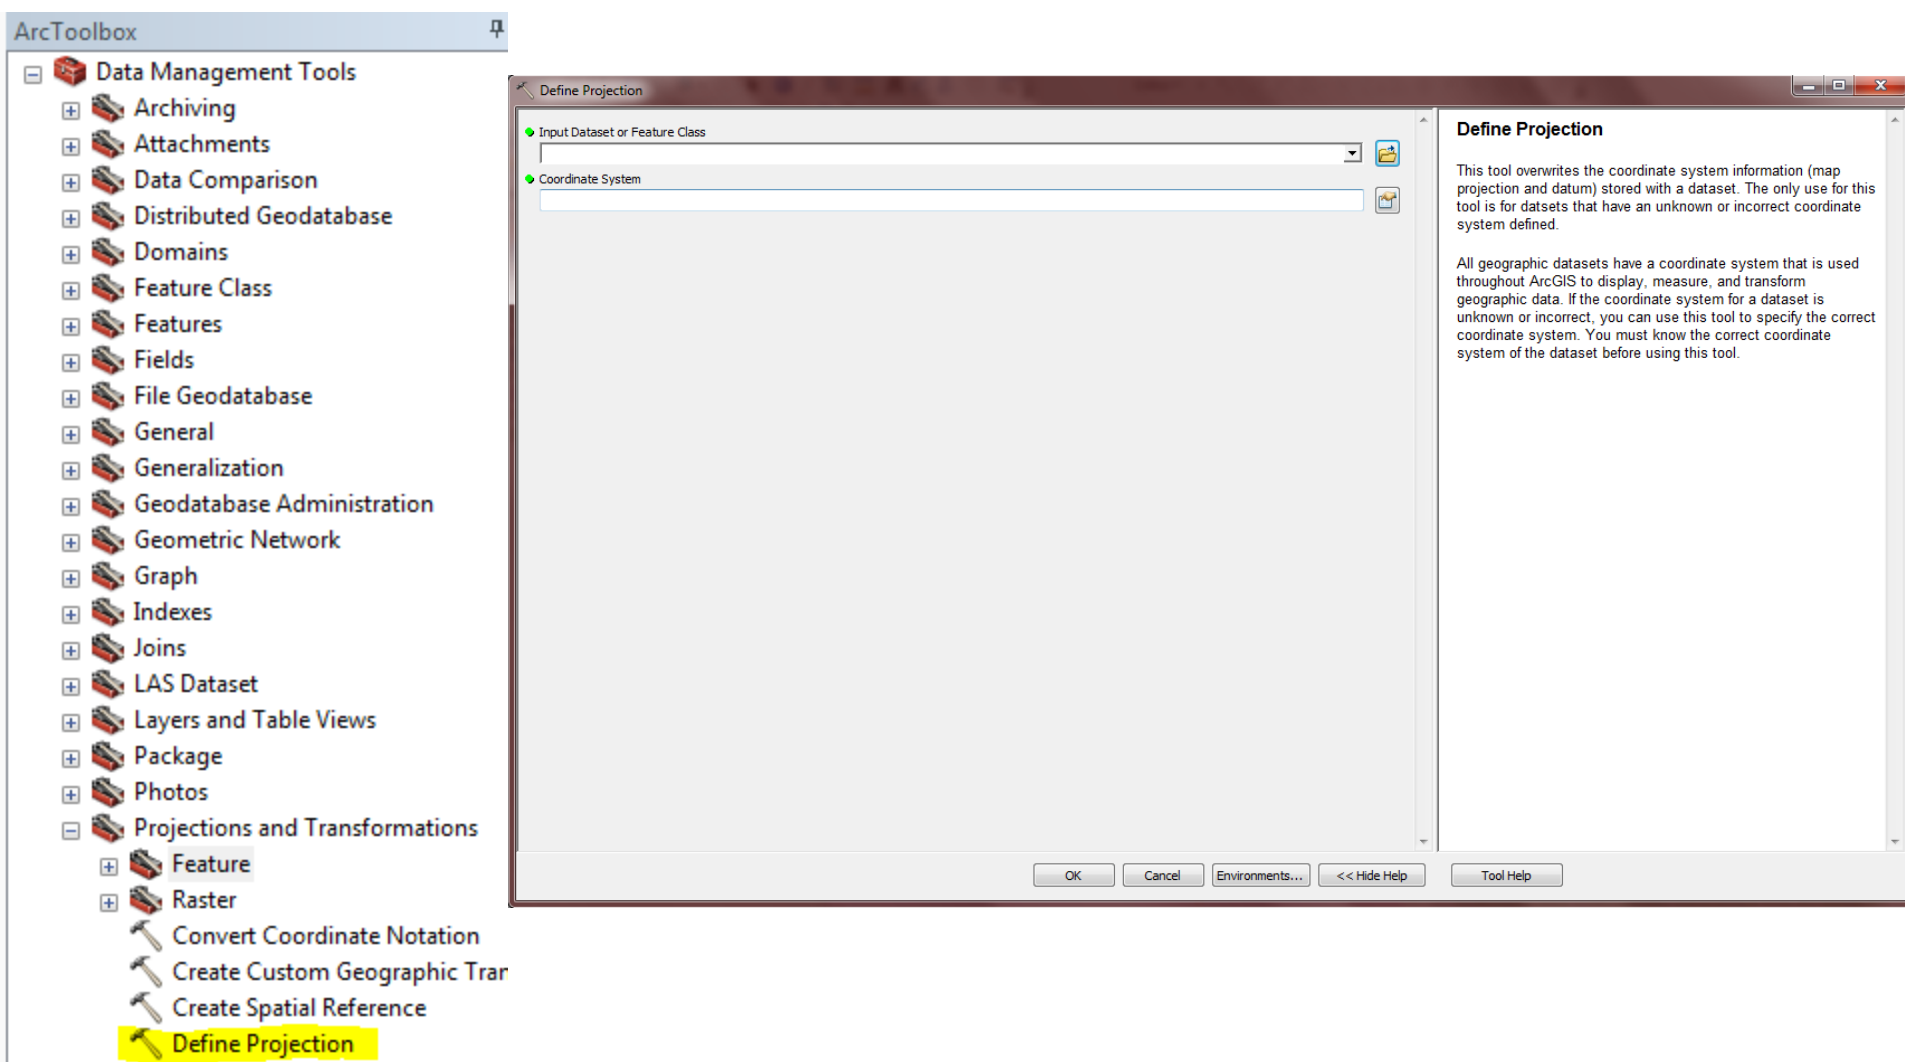 ArcToolbox
Data Management Tools
Archiving
Attachments
Data Comparison
Distributed Geodatabase
Domains
Feature Class
Features
Fields
File Geodatabase
General
Generalization
Geodatabase Administration
Geometric Network
Graph
Indexes
Joins
LAS Dataset
Layers and Table Views
Package
Photos
Projections and Transformations
Feature
Raster
Convert Coordinate Notation
Create Custom Geographic Tran
Create Spatial Reference
Define Projection
Define Projection
Input Dataset or Feature Class
Coordinate System
OK
Cancel
Environments...
<< Hide Help
Define Projection
This tool overwrites the coordinate system information (map
projection and datum) stored with a dataset. The only use for this
tool is for datsets that have an unknown or incorrect coordinate
system defined.
All geographic datasets have a coordinate system that is used
throughout ArcGIS to display, measure, and transform
geographic data. If the coordinate system for a dataset is
unknown or incorrect, you can use this tool to specify the correct
coordinate system. You must know the correct coordinate
system of the dataset before using this tool.
Tool Help